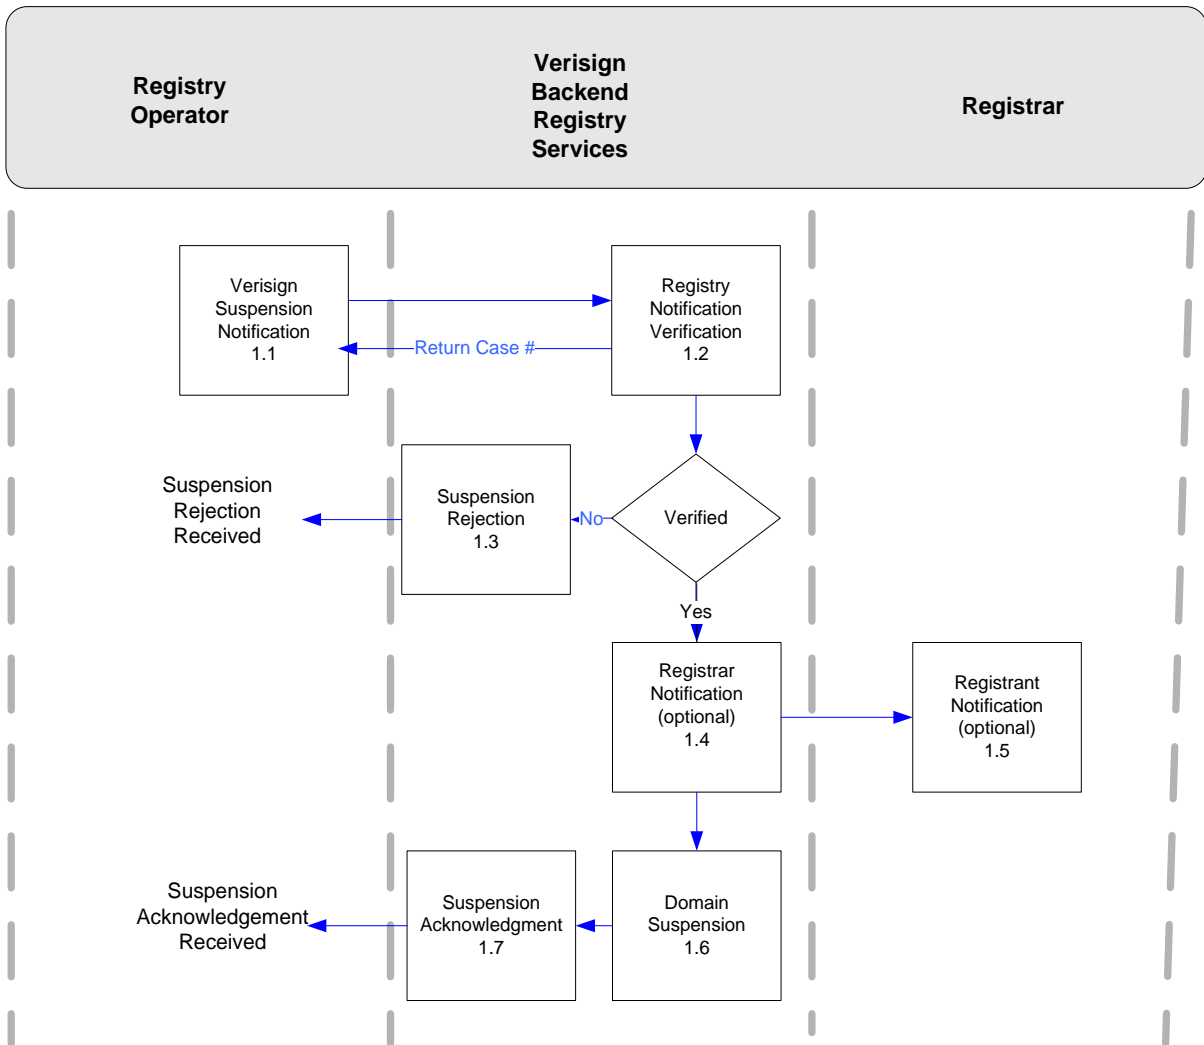 Registry
Operator
Verisign
Backend
Registry
Services
Registrar
Verisign
Suspension
Notification
1.1
Return Case #
Registry
Notification
Verification
1.2
Suspension
Rejection
Received
Suspension
Rejection
1.3
No
Verified
Yes
Registrar
Notification
(optional)
1.4
Registrant
Notification
(optional)
1.5
Suspension
Acknowledgement
Received
Suspension
Acknowledgment
1.7
Domain
Suspension
1.6